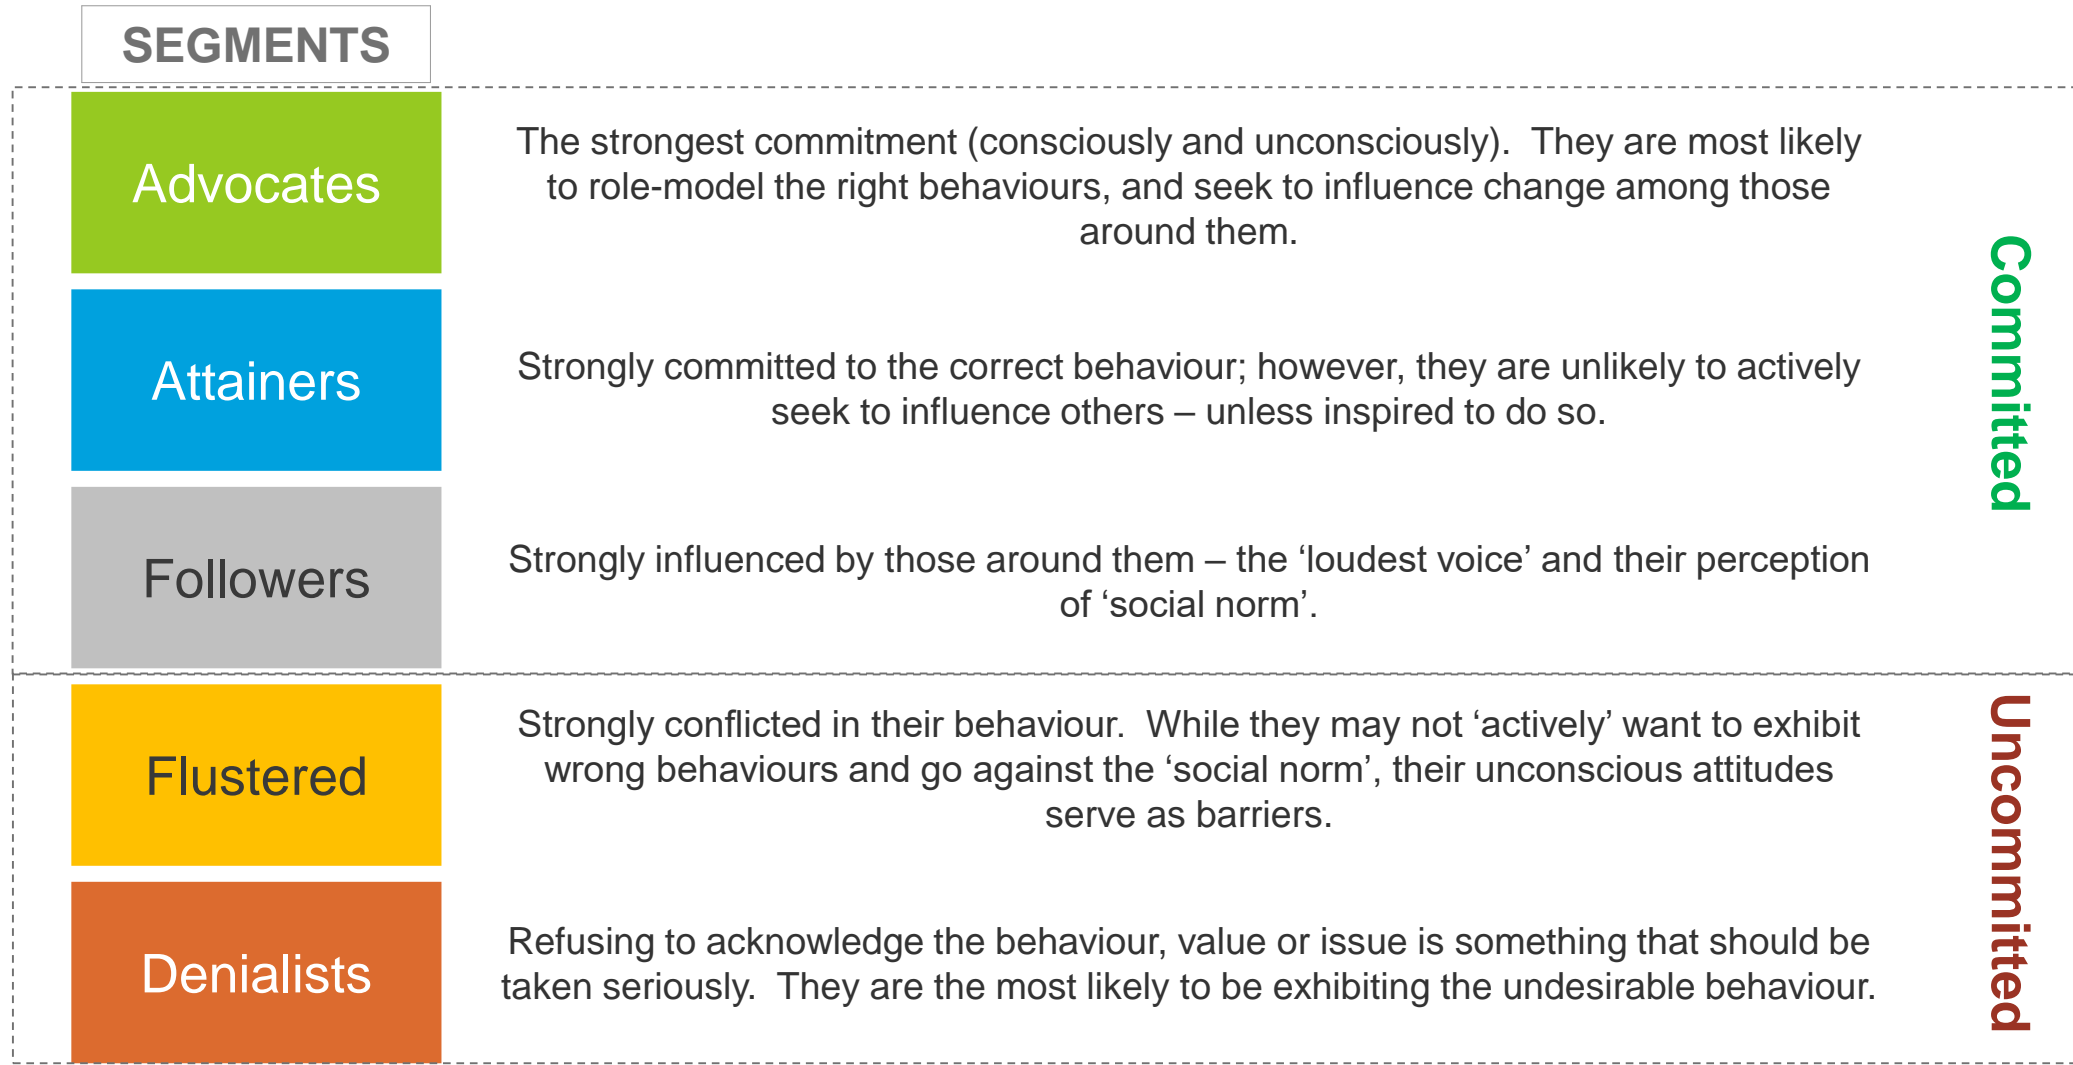 SEGMENTS
Advocates
The strongest commitment (consciously and unconsciously).  They are most likely
to role-model the right behaviours, and seek to influence change among those
around them.
Attainers
Strongly committed to the correct behaviour; however, they are unlikely to actively
seek to influence others – unless inspired to do so.
Followers
Strongly influenced by those around them – the ‘loudest voice’ and their perception
of ‘social norm’.
Committed
Flustered
Strongly conflicted in their behaviour.  While they may not ‘actively’ want to exhibit
wrong behaviours and go against the ‘social norm’, their unconscious attitudes
serve as barriers.
Denialists
Refusing to acknowledge the behaviour, value or issue is something that should be
taken seriously.  They are the most likely to be exhibiting the undesirable behaviour.
Uncommitted